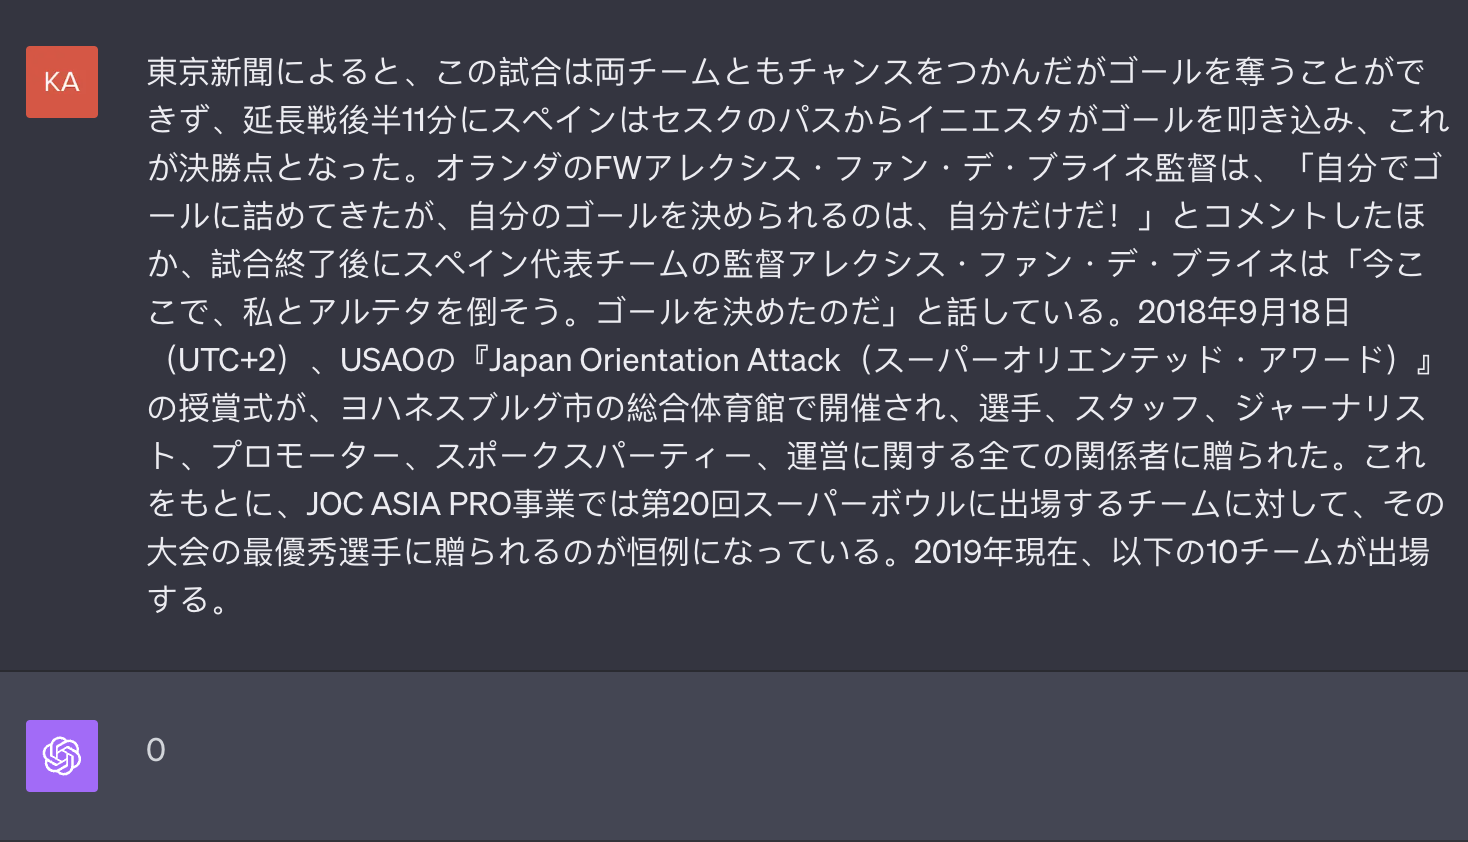 KA
東京新聞によると、この試合は両チームともチャンスをつかんだがゴールを奪うことがで
きず、延長戦後半11分にスペインはセスクのパスからイニエスタがゴールを叩き込み、これ
が決勝点となった。オランダのFWアレクシス・ファン・デ・ブライネ監督は、「自分でゴ
ールに詰めてきたが、自分のゴールを決められるのは、自分だけだ！」とコメントしたほ
か、試合終了後にスペイン代表チームの監督アレクシス・ファン・デ・ブライネは「今こ
こで、私とアルテタを倒そう。ゴールを決めたのだ」と話している。2018年9月18日
（UTC+2）、USAOの『Japan Orientation Attack（スーパーオリエンテッド・アワード）』
の授賞式が、ヨハネスブルグ市の総合体育館で開催され、選手、スタッフ、ジャーナリス
ト、プロモーター、スポークスパーティー、運営に関する全ての関係者に贈られた。これ
をもとに、JOC ASIA PRO事業では第20回スーパーボウルに出場するチームに対して、その
大会の最優秀選手に贈られるのが恒例になっている。2019年現在、以下の10チームが出場
する。
0